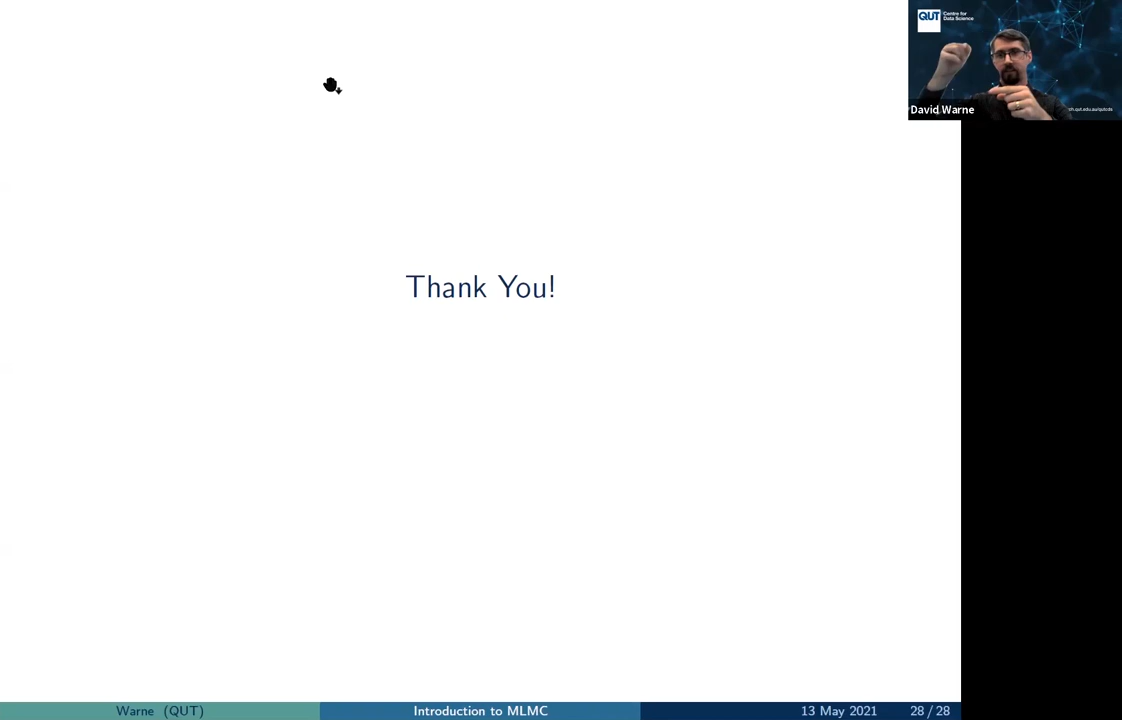 QUT
Centre for
Data Science
David Warne
Thank You!
Warne (QUT)
Introduction to MLMC
13 May 2021
28 / 28